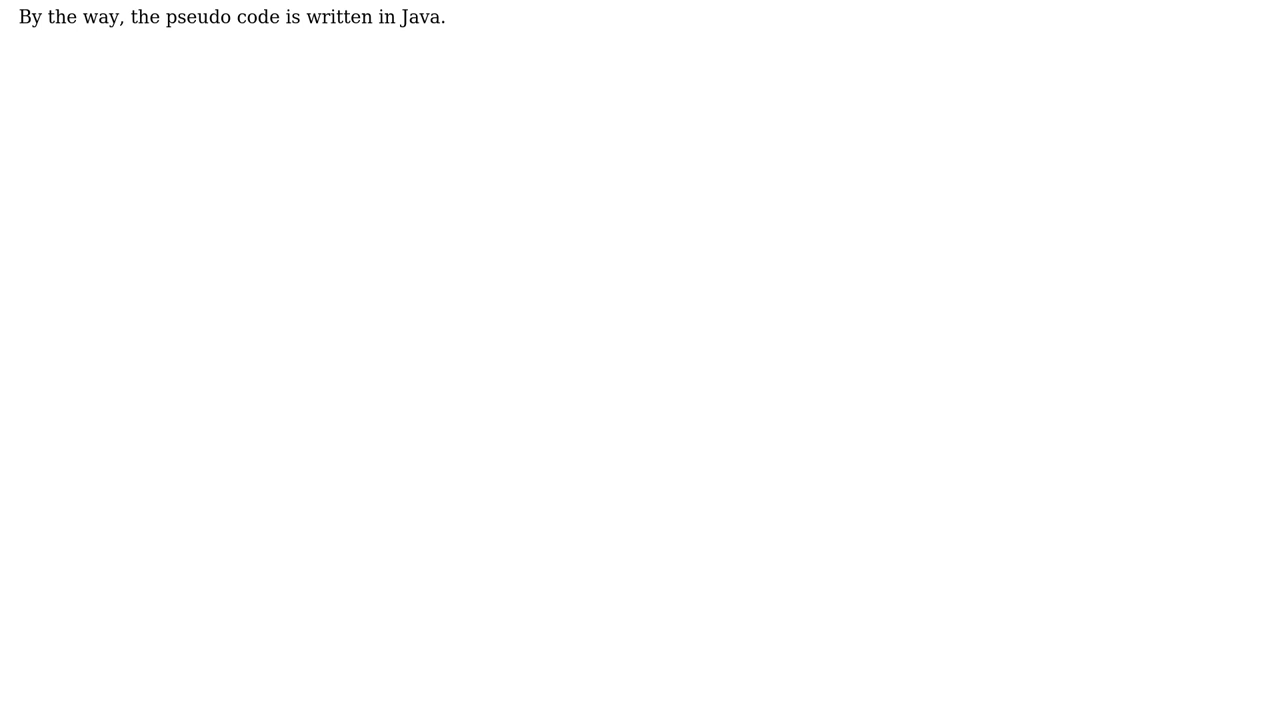 By the way, the pseudo code is written in Java.